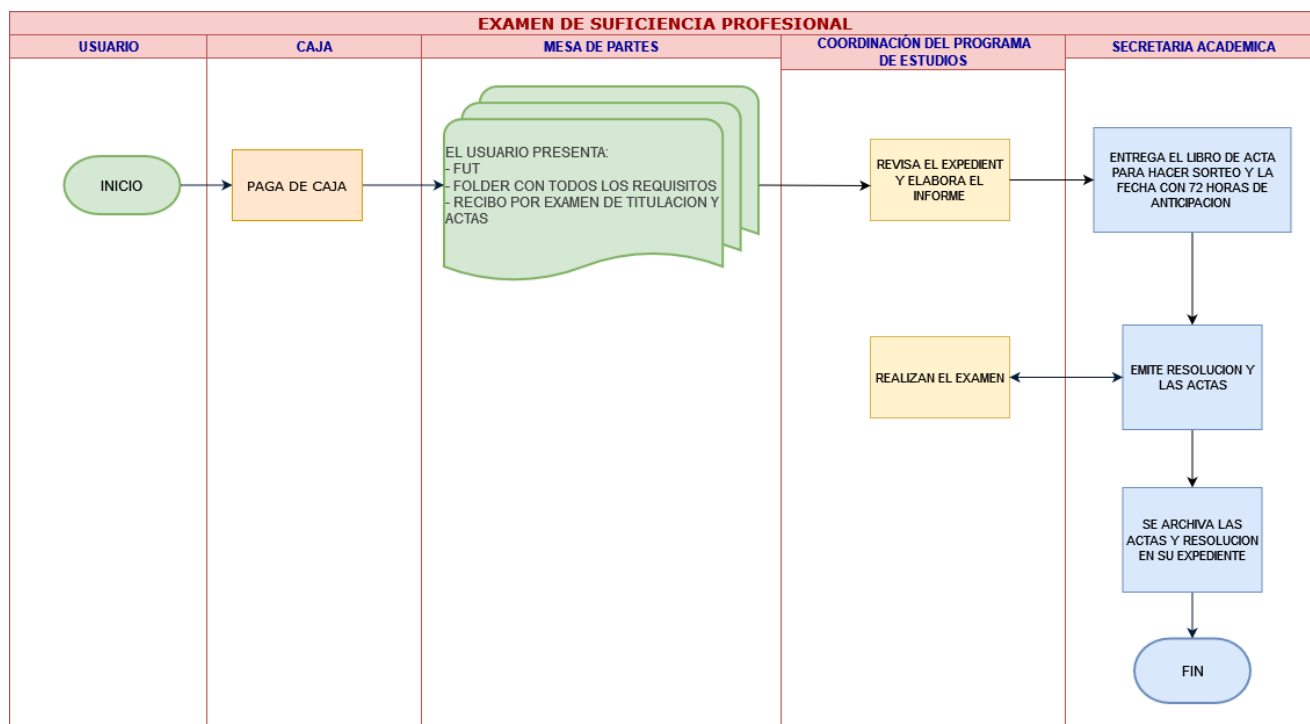 EXAMEN DE SUFICIENCIA PROFESIONAL
USUARIO
CAJA
MESA DE PARTES
COORDINACIÓN DEL PROGRAMA
DE ESTUDIOS
SECRETARIA ACADEMICA
INICIO
PAGA DE CAJA
EL USUARIO PRESENTA:
- FUT
- FOLDER CON TODOS LOS REQUISITOS
- RECIBO POR EXAMEN DE TITULACION Y
ACTAS
REVISA EL EXPEDIENT
Y ELABORA EL
INFORME
ENTREGA EL LIBRO DE ACTA
PARA HACER SORTEO Y LA
FECHA CON 72 HORAS DE
ANTICIPACION
REALIZAN EL EXAMEN
EMITE RESOLUCION Y
LAS ACTAS
SE ARCHIVA LAS
ACTAS Y RESOLUCION
EN SU EXPEDIENTE
FIN